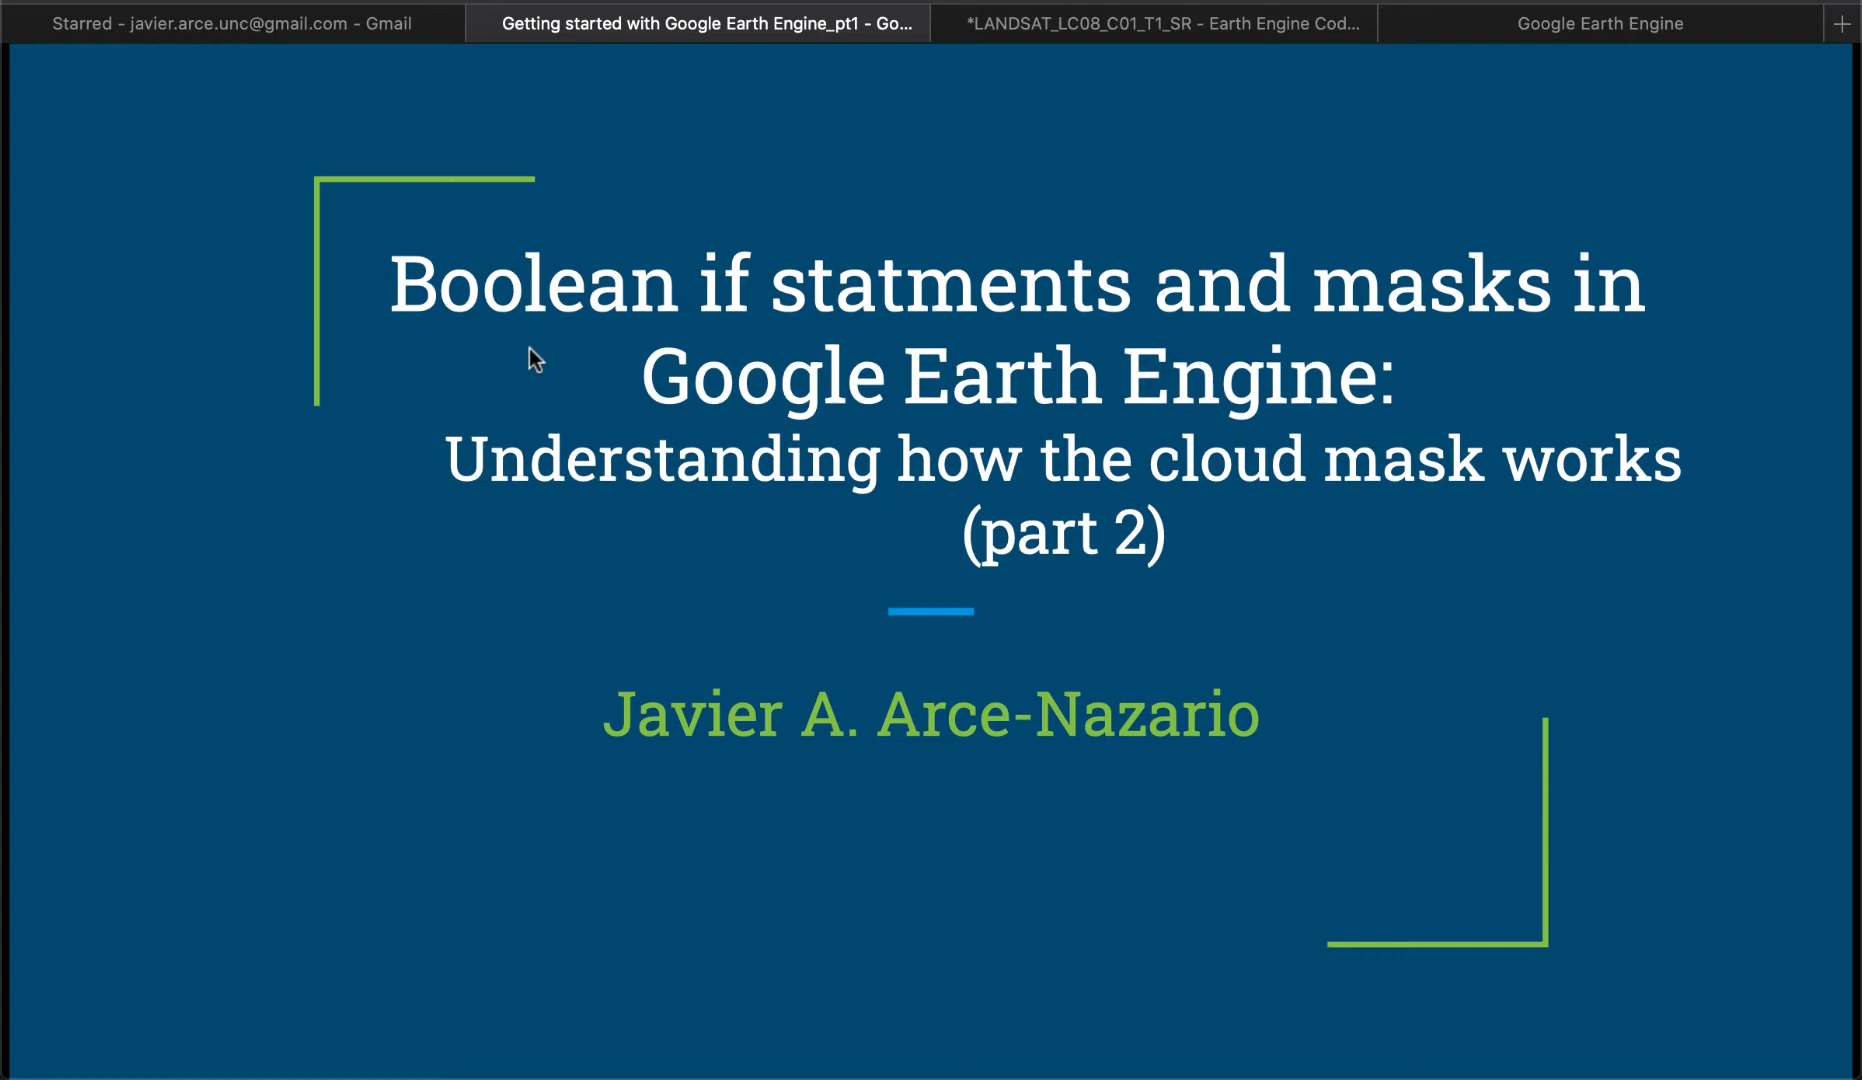 Starred - javier.arce.unc@gmail.com - Gmail
Getting started with Google Earth Engine_pt1 - Go...
*LANDSAT_LC08_C01_T1_SR - Earth Engine Cod...
Google Earth Engine
Boolean if statments and masks in
Google Earth Engine:
Understanding how the cloud mask works
(part 2)
Javier A. Arce-Nazario